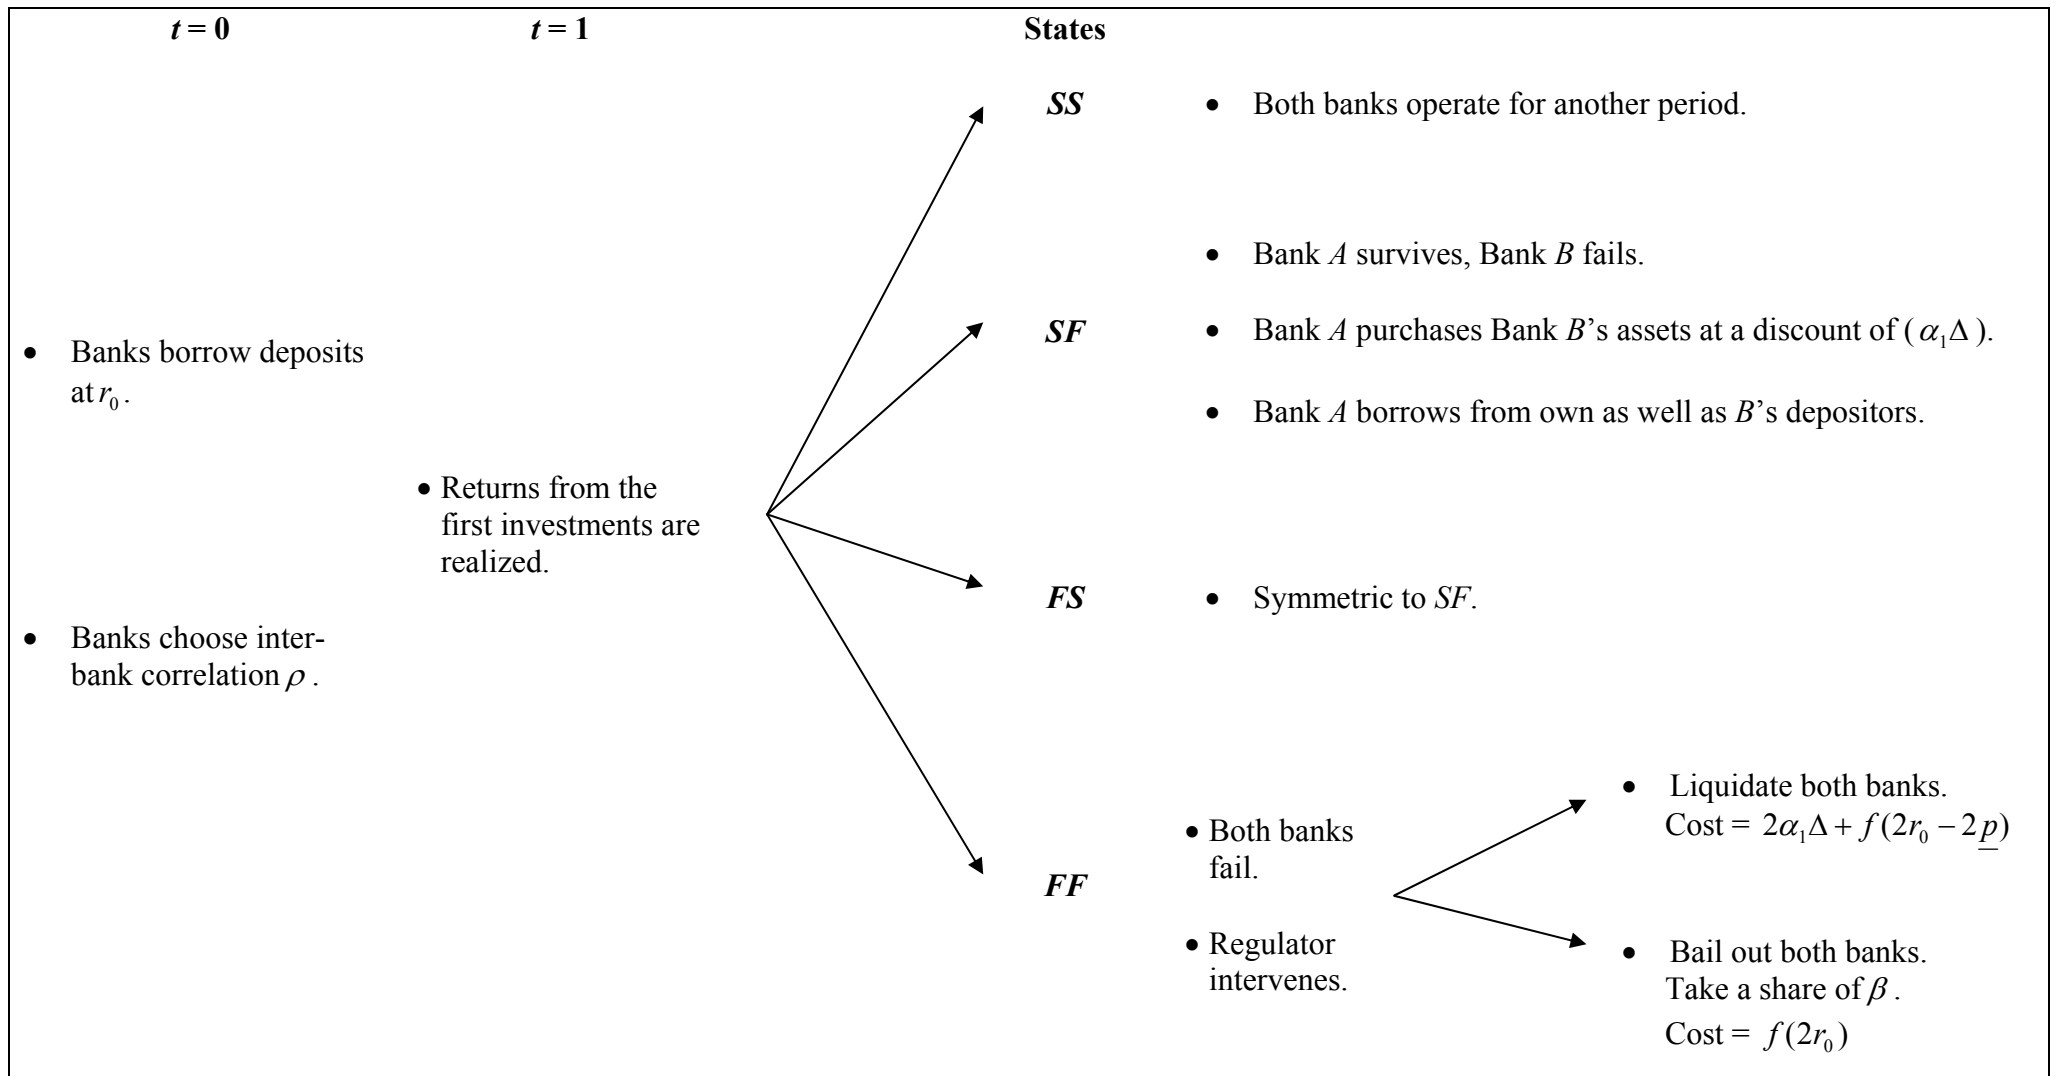 t = 0
t = 1
States
SS
• Both banks operate for another period.
• Bank A survives, Bank B fails.
SF
• Bank A purchases Bank B’s assets at a discount of (α₁Δ).
• Bank A borrows from own as well as B’s depositors.
• Banks borrow deposits
at r₀.
• Returns from the
first investments are
realized.
FS
• Symmetric to SF.
• Banks choose inter-
bank correlation ρ.
FF
• Both banks
fail.
• Regulator
intervenes.
• Liquidate both banks.
Cost = 2α₁Δ + f(2r₀ − 2p̲)
• Bail out both banks.
Take a share of β.
Cost = f(2r₀)